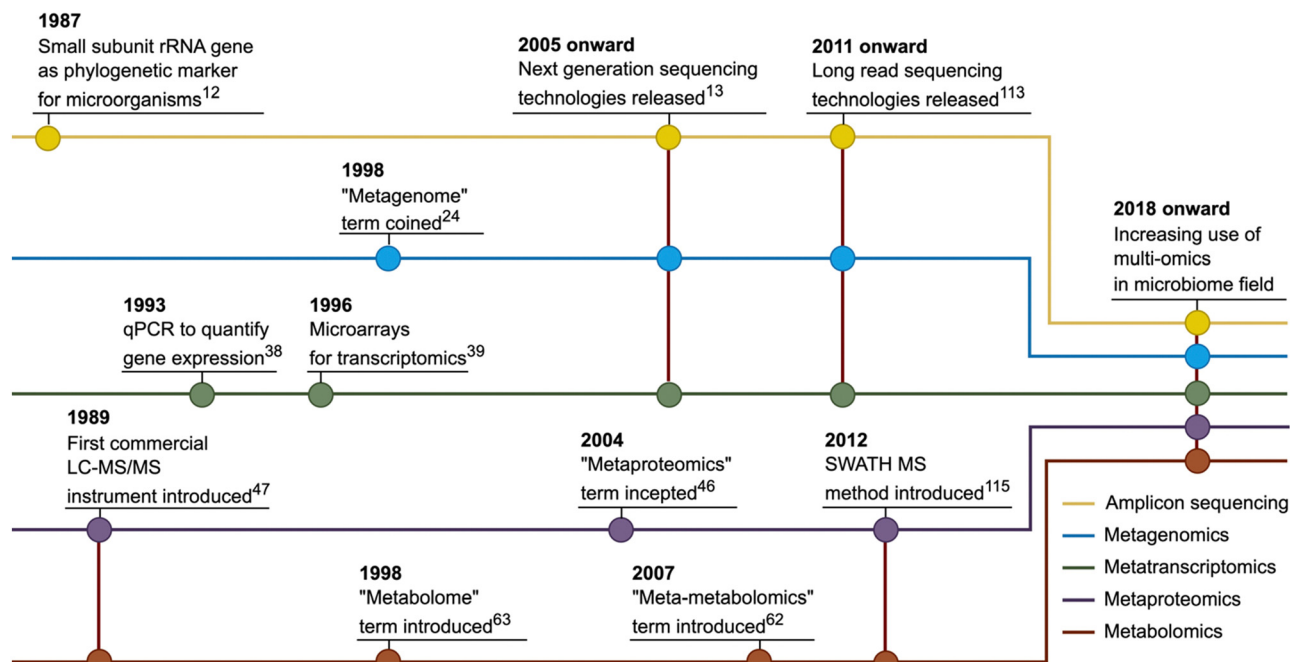 1987
Small subunit rRNA gene
as phylogenetic marker
for microorganisms12
2005 onward
Next generation sequencing
technologies released13
2011 onward
Long read sequencing
technologies released113
1998
"Metagenome"
term coined24
2018 onward
Increasing use of
multi-omics
in microbiome field
1993
qPCR to quantify
gene expression38
1996
Microarrays
for transcriptomics39
1989
First commercial
LC-MS/MS
instrument introduced47
2004
"Metaproteomics"
term incepted46
2012
SWATH MS
method introduced115
1998
"Metabolome"
term introduced63
2007
"Meta-metabolomics"
term introduced62
Amplicon sequencing
Metagenomics
Metatranscriptomics
Metaproteomics
Metabolomics